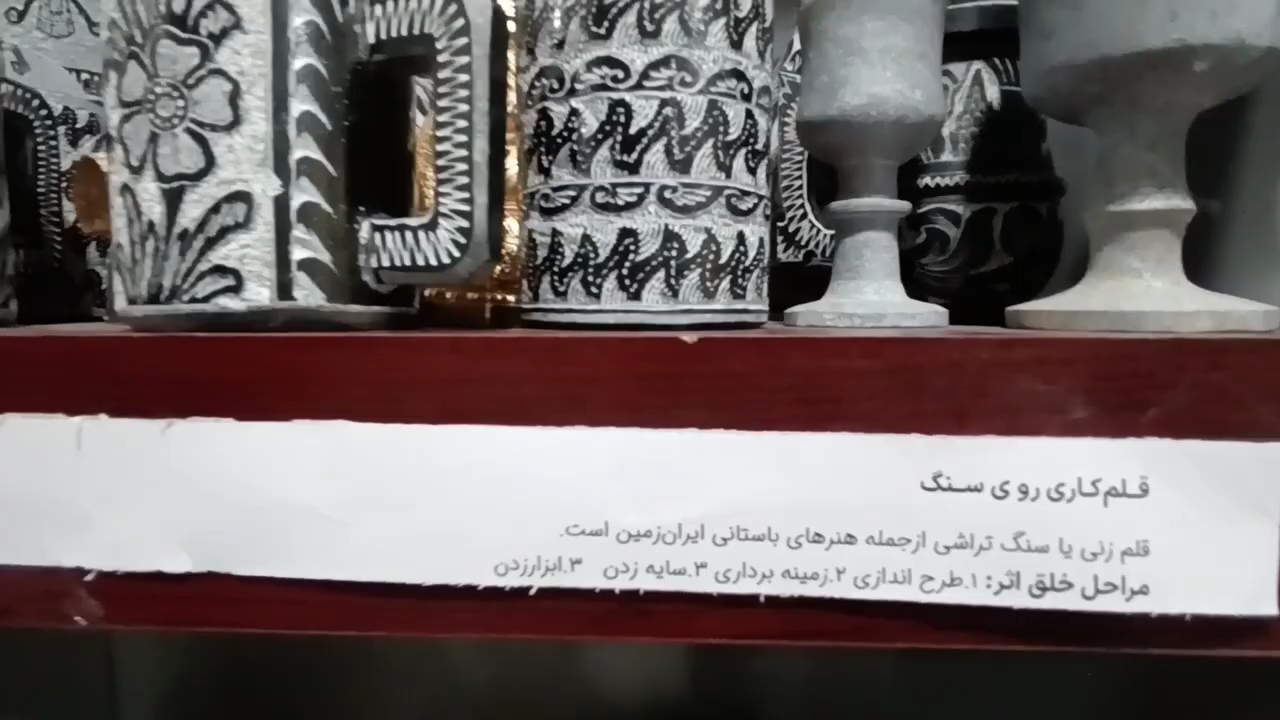 قلم‌کاری رو ی سنگ
قلم زنی یا سنگ تراشی ازجمله هنرهای باستانی ایران‌زمین است.
مراحل خلق اثر: ۱.طرح اندازی ۲.زمینه برداری ۳.سایه زدن ۳.ابزارزدن